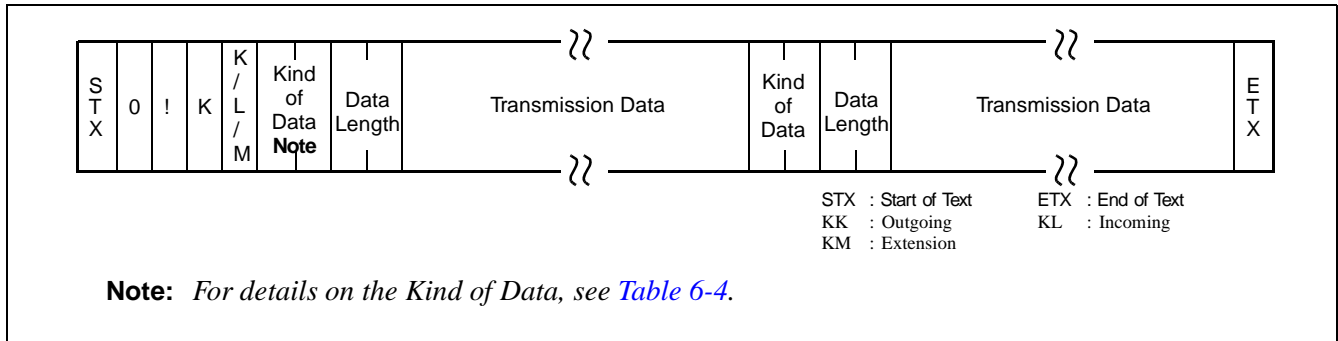 STX 0 ! K K/L/M Kind of Data Note Data Length Transmission Data Kind of Data Data Length Transmission Data ETX
STX : Start of Text ETX : End of Text
KK : Outgoing KL : Incoming
KM : Extension
Note: For details on the Kind of Data, see Table 6-4.